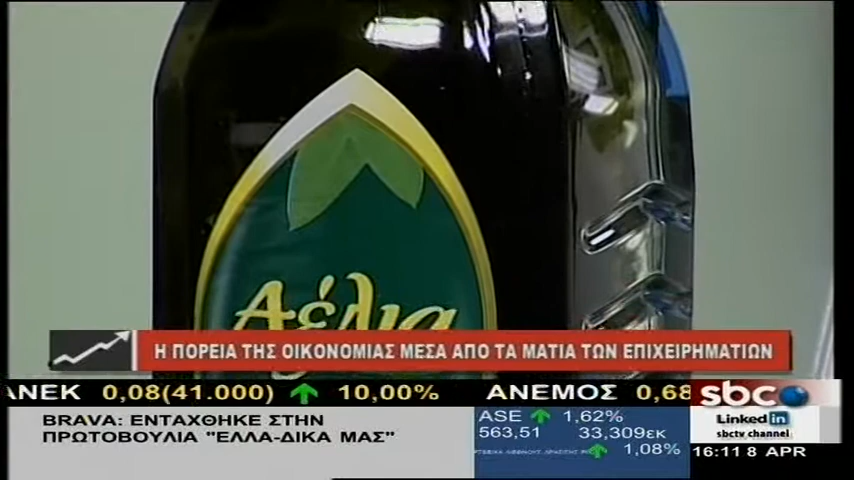 Αέλια
Η ΠΟΡΕΙΑ ΤΗΣ ΟΙΚΟΝΟΜΙΑΣ ΜΕΣΑ ΑΠΟ ΤΑ ΜΑΤΙΑ ΤΩΝ ΕΠΙΧΕΙΡΗΜΑΤΙΩΝ
ΑΝΕΚ 0,08(41.000) 10,00% ΑΝΕΜΟΣ 0,68
sbc
BRAVA: ΕΝΤΑΧΘΗΚΕ ΣΤΗΝ
ΠΡΩΤΟΒΟΥΛΙΑ "ΕΛΛΑ-ΔΙΚΑ ΜΑΣ"
ASE 1,62%
563,51 33,309εκ
1,08%
Linked in
sbctv channel
16:11 8 APR